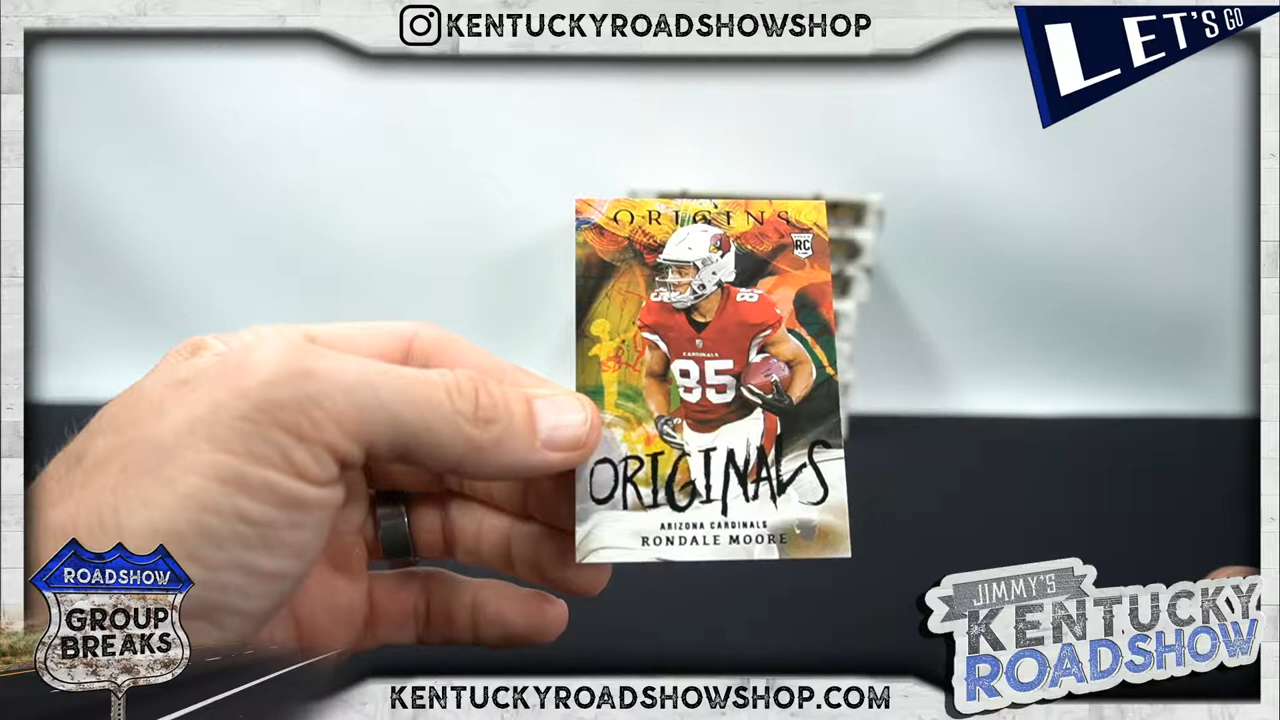 KENTUCKYROADSHOWSHOP
LET'S GO
ORIGINS
RC
85
CARDINALS
85
ORIGINALS
ARIZONA CARDINALS
RONDALE MOORE
ROADSHOW
GROUP
BREAKS
JIMMY'S
KENTUCKY
ROADSHOW
KENTUCKYROADSHOWSHOP.COM